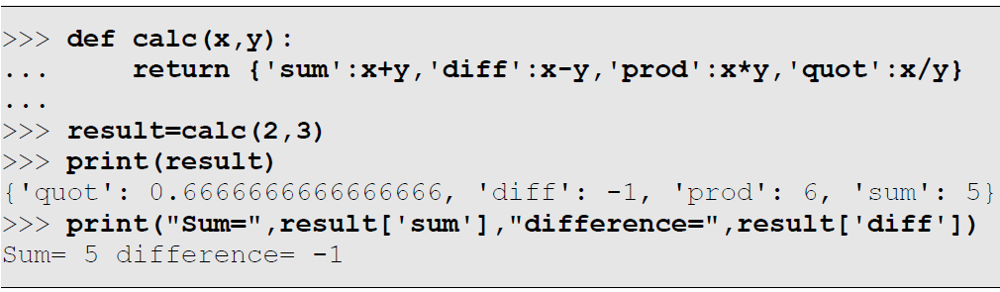 >>> def calc(x,y):
...     return {'sum':x+y,'diff':x-y,'prod':x*y,'quot':x/y}
...
>>> result=calc(2,3)
>>> print(result)
{'quot': 0.6666666666666666, 'diff': -1, 'prod': 6, 'sum': 5}
>>> print("Sum=",result['sum'],"difference=",result['diff'])
Sum= 5 difference= -1